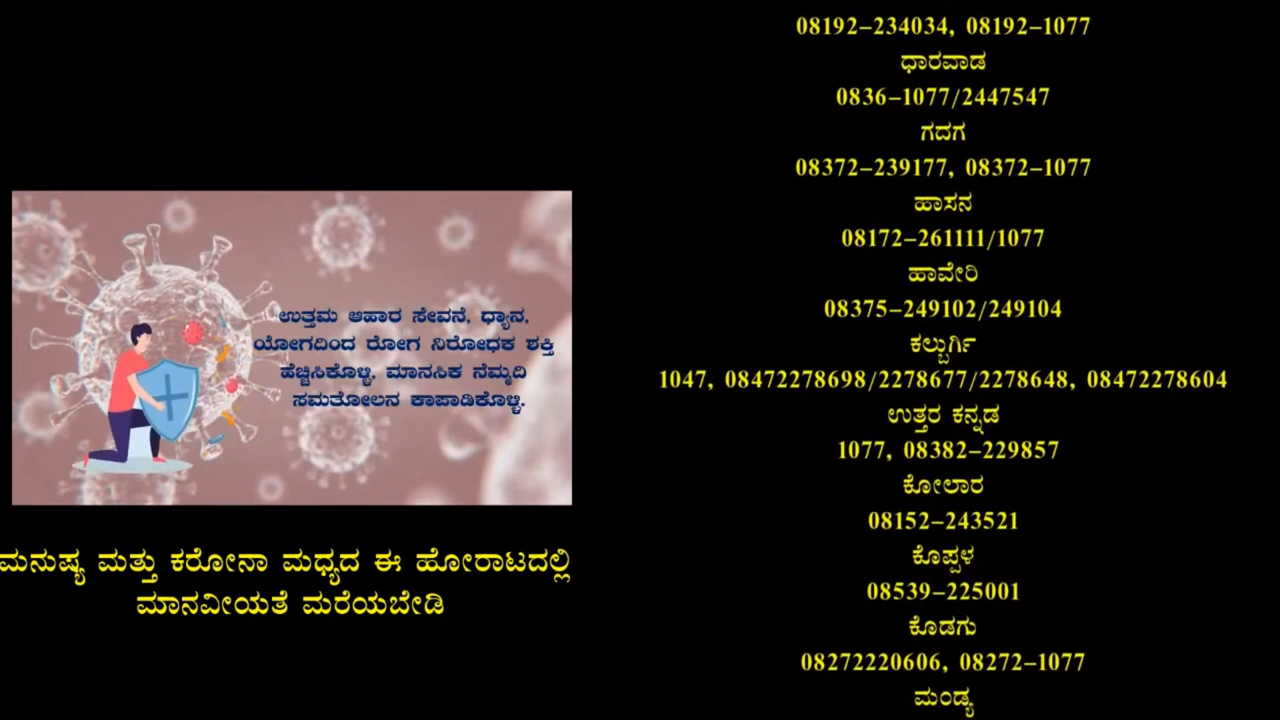 ಉತ್ತಮ ಆಹಾರ ಸೇವನೆ, ಧ್ಯಾನ,
ಯೋಗದಿಂದ ರೋಗ ನಿರೋಧಕ ಶಕ್ತಿ
ಹೆಚ್ಚಿಸಿಕೊಳ್ಳಿ. ಮಾನಸಿಕ ನೆಮ್ಮದಿ
ಸಮತೋಲನ ಕಾಪಾಡಿಕೊಳ್ಳಿ.
ಮನುಷ್ಯ ಮತ್ತು ಕರೋನಾ ಮಧ್ಯದ ಈ ಹೋರಾಟದಲ್ಲಿ
ಮಾನವೀಯತೆ ಮರೆಯಬೇಡಿ
08192-234034, 08192-1077
ಧಾರವಾಡ
0836-1077/2447547
ಗದಗ
08372-239177, 08372-1077
ಹಾಸನ
08172-261111/1077
ಹಾವೇರಿ
08375-249102/249104
ಕಲ್ಬುರ್ಗಿ
1047, 08472278698/2278677/2278648, 08472278604
ಉತ್ತರ ಕನ್ನಡ
1077, 08382-229857
ಕೋಲಾರ
08152-243521
ಕೊಪ್ಪಳ
08539-225001
ಕೊಡಗು
08272220606, 08272-1077
ಮಂಡ್ಯ